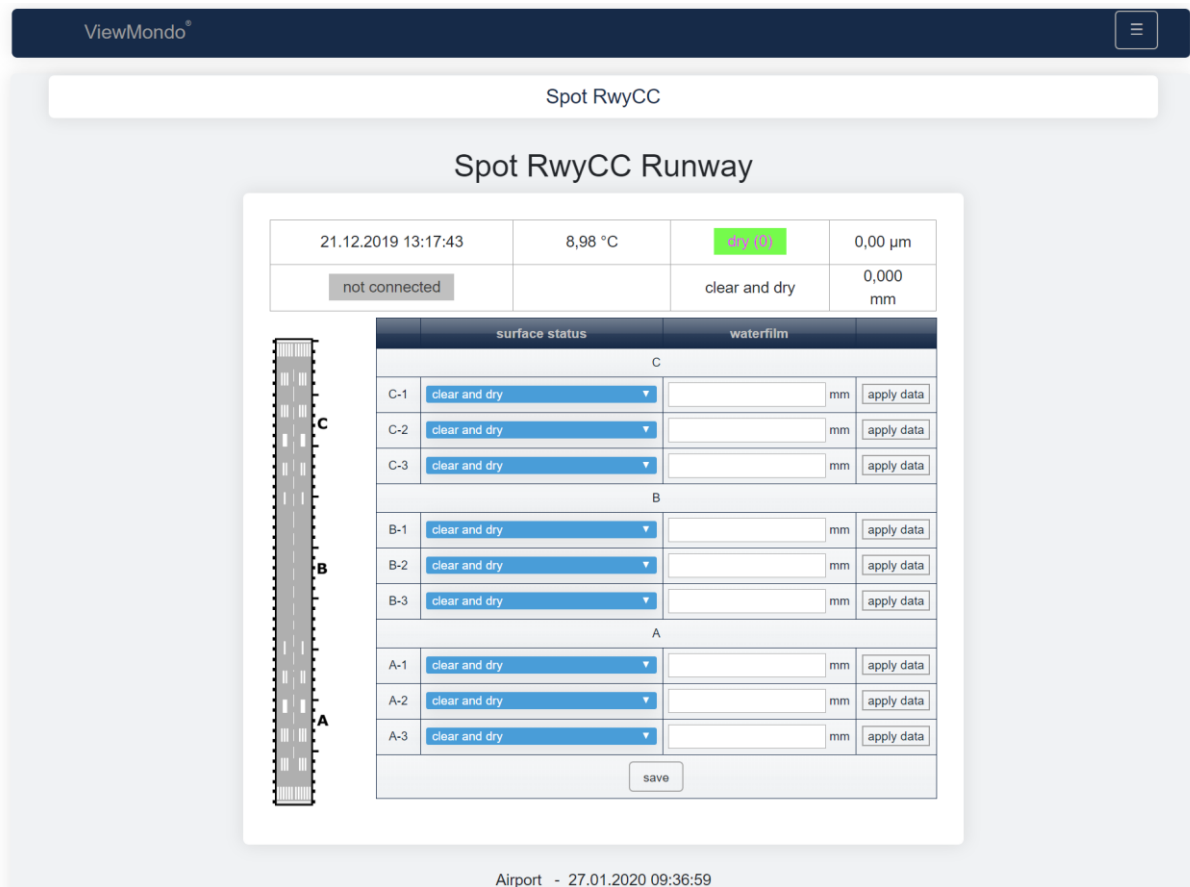 ViewMondo®
☰
Spot RwyCC
Spot RwyCC Runway
21.12.2019 13:17:43 8,98 °C dry (0) 0,00 µm
not connected clear and dry 0,000 mm
surface status waterfilm
C
C-1 clear and dry ▼ mm apply data
C-2 clear and dry ▼ mm apply data
C-3 clear and dry ▼ mm apply data
B
B-1 clear and dry ▼ mm apply data
B-2 clear and dry ▼ mm apply data
B-3 clear and dry ▼ mm apply data
A
A-1 clear and dry ▼ mm apply data
A-2 clear and dry ▼ mm apply data
A-3 clear and dry ▼ mm apply data
save
C
B
A
Airport - 27.01.2020 09:36:59